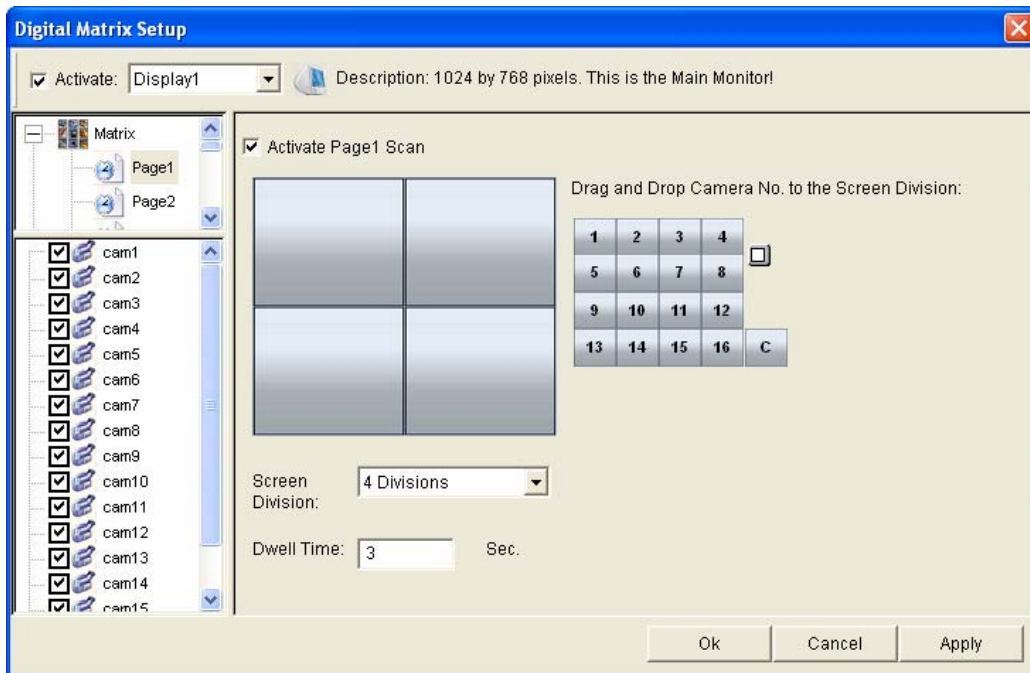 Digital Matrix Setup
Activate: Display1 Description: 1024 by 768 pixels. This is the Main Monitor!
Matrix
Page1
Page2
cam1
cam2
cam3
cam4
cam5
cam6
cam7
cam8
cam9
cam10
cam11
cam12
cam13
cam14
cam15
Activate Page1 Scan
Drag and Drop Camera No. to the Screen Division:
1 2 3 4
5 6 7 8
9 10 11 12
13 14 15 16 C
Screen Division: 4 Divisions
Dwell Time: 3 Sec.
Ok Cancel Apply